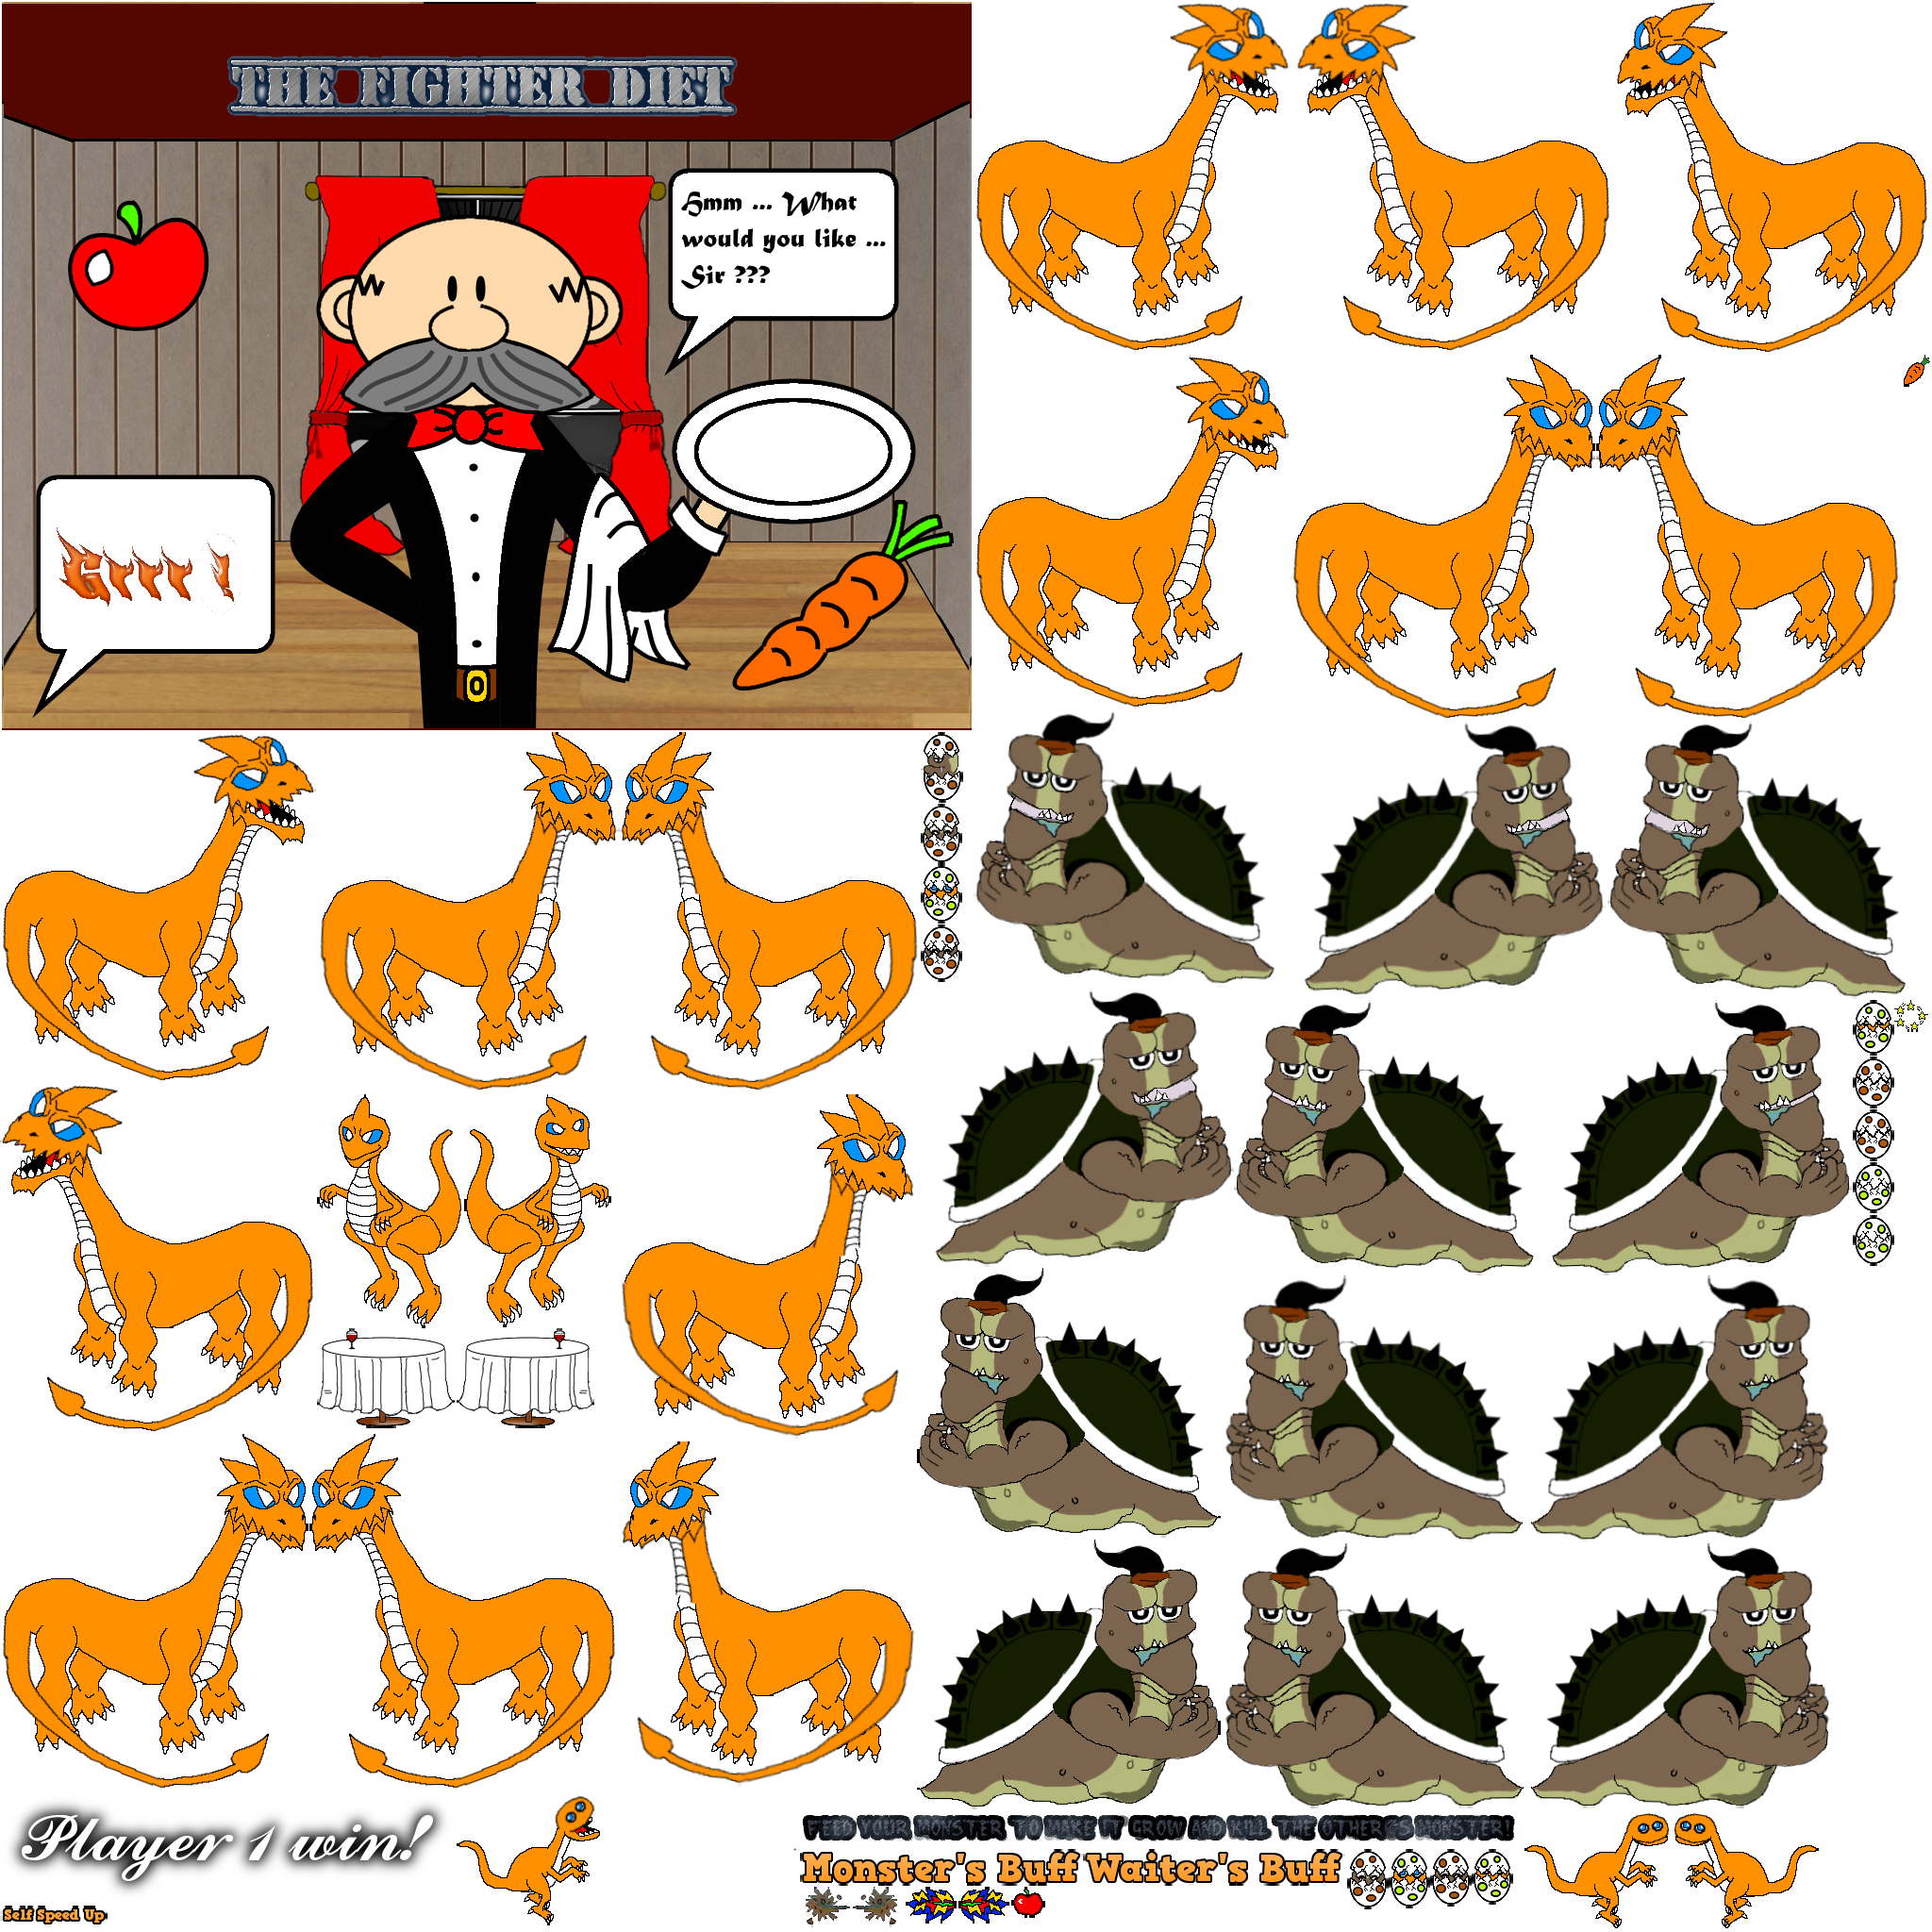 THE FIGHTER DIET
Hmm ... What
would you like ...
Sir ???
Grrr !
Player 1 win!
FEED YOUR MONSTER TO MAKE IT GROW AND KILL THE OTHERS MONSTER!
Monster's Buff Waiter's Buff
Self Speed Up